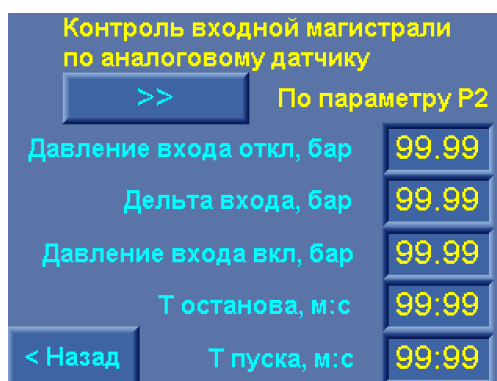 Контроль входной магистрали
по аналоговому датчику
>> По параметру P2
Давление входа откл, бар 99.99
Дельта входа, бар 99.99
Давление входа вкл, бар 99.99
Т останова, м:с 99:99
< Назад Т пуска, м:с 99:99